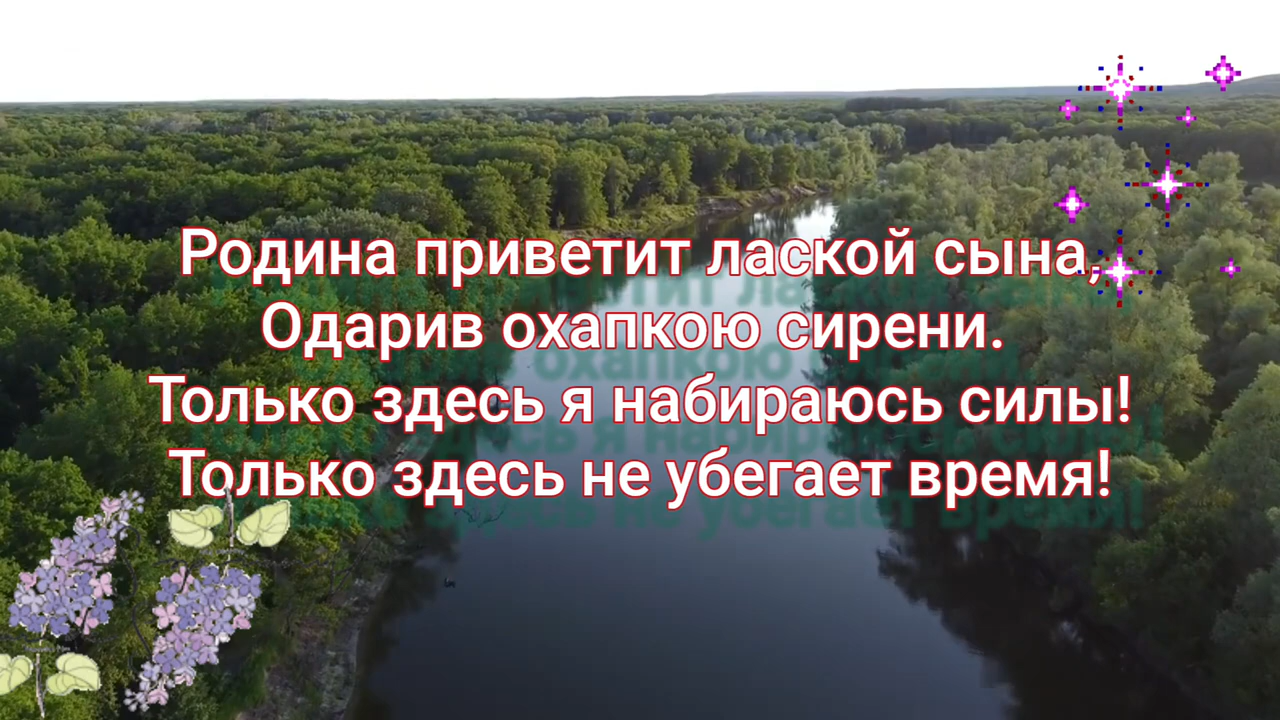 Родина приветит лаской сына,
Одарив охапкою сирени.
Только здесь я набираюсь силы!
Только здесь не убегает время!